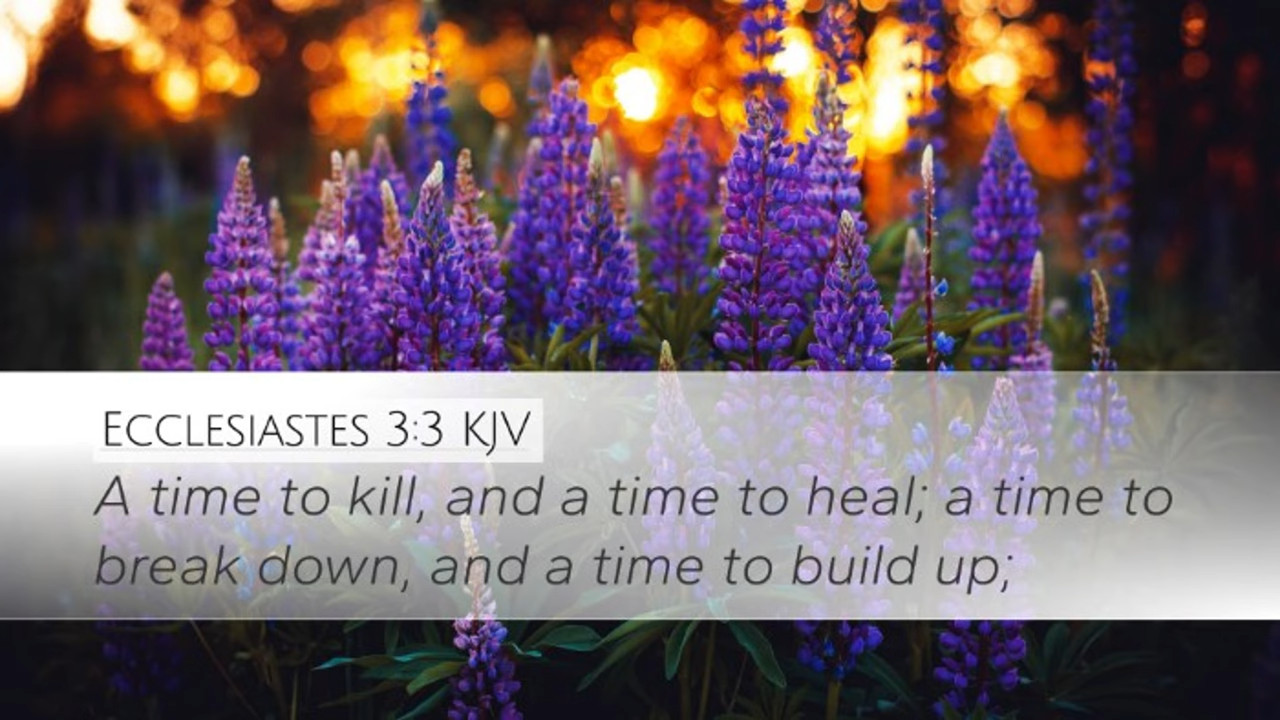 Ecclesiastes 3:3 KJV
A time to kill, and a time to heal; a time to
break down, and a time to build up;